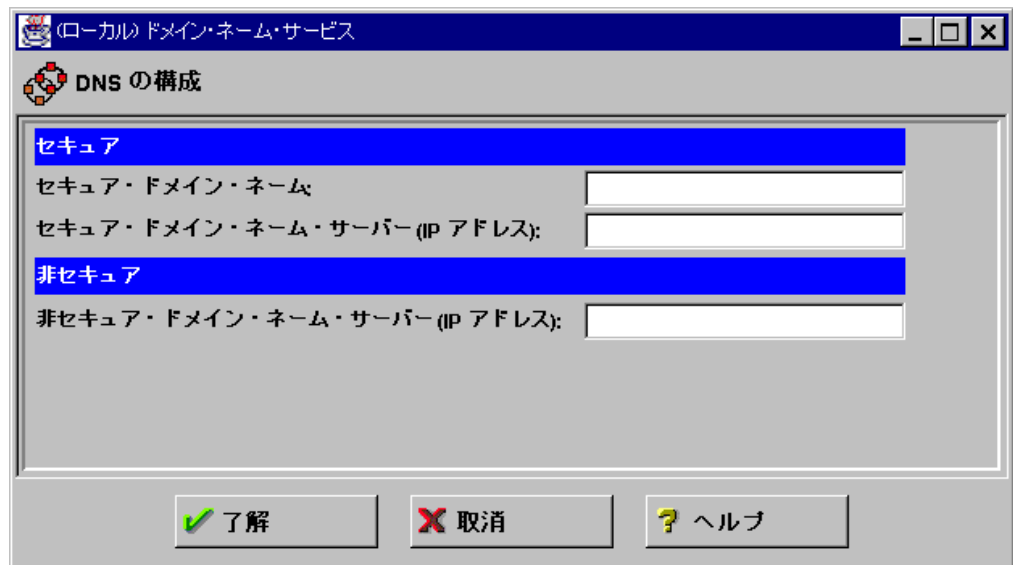 (ローカル) ドメイン・ネーム・サービス
DNS の構成
セキュア
セキュア・ドメイン・ネーム:
セキュア・ドメイン・ネーム・サーバー (IP アドレス):
非セキュア
非セキュア・ドメイン・ネーム・サーバー (IP アドレス):
了解
取消
ヘルプ